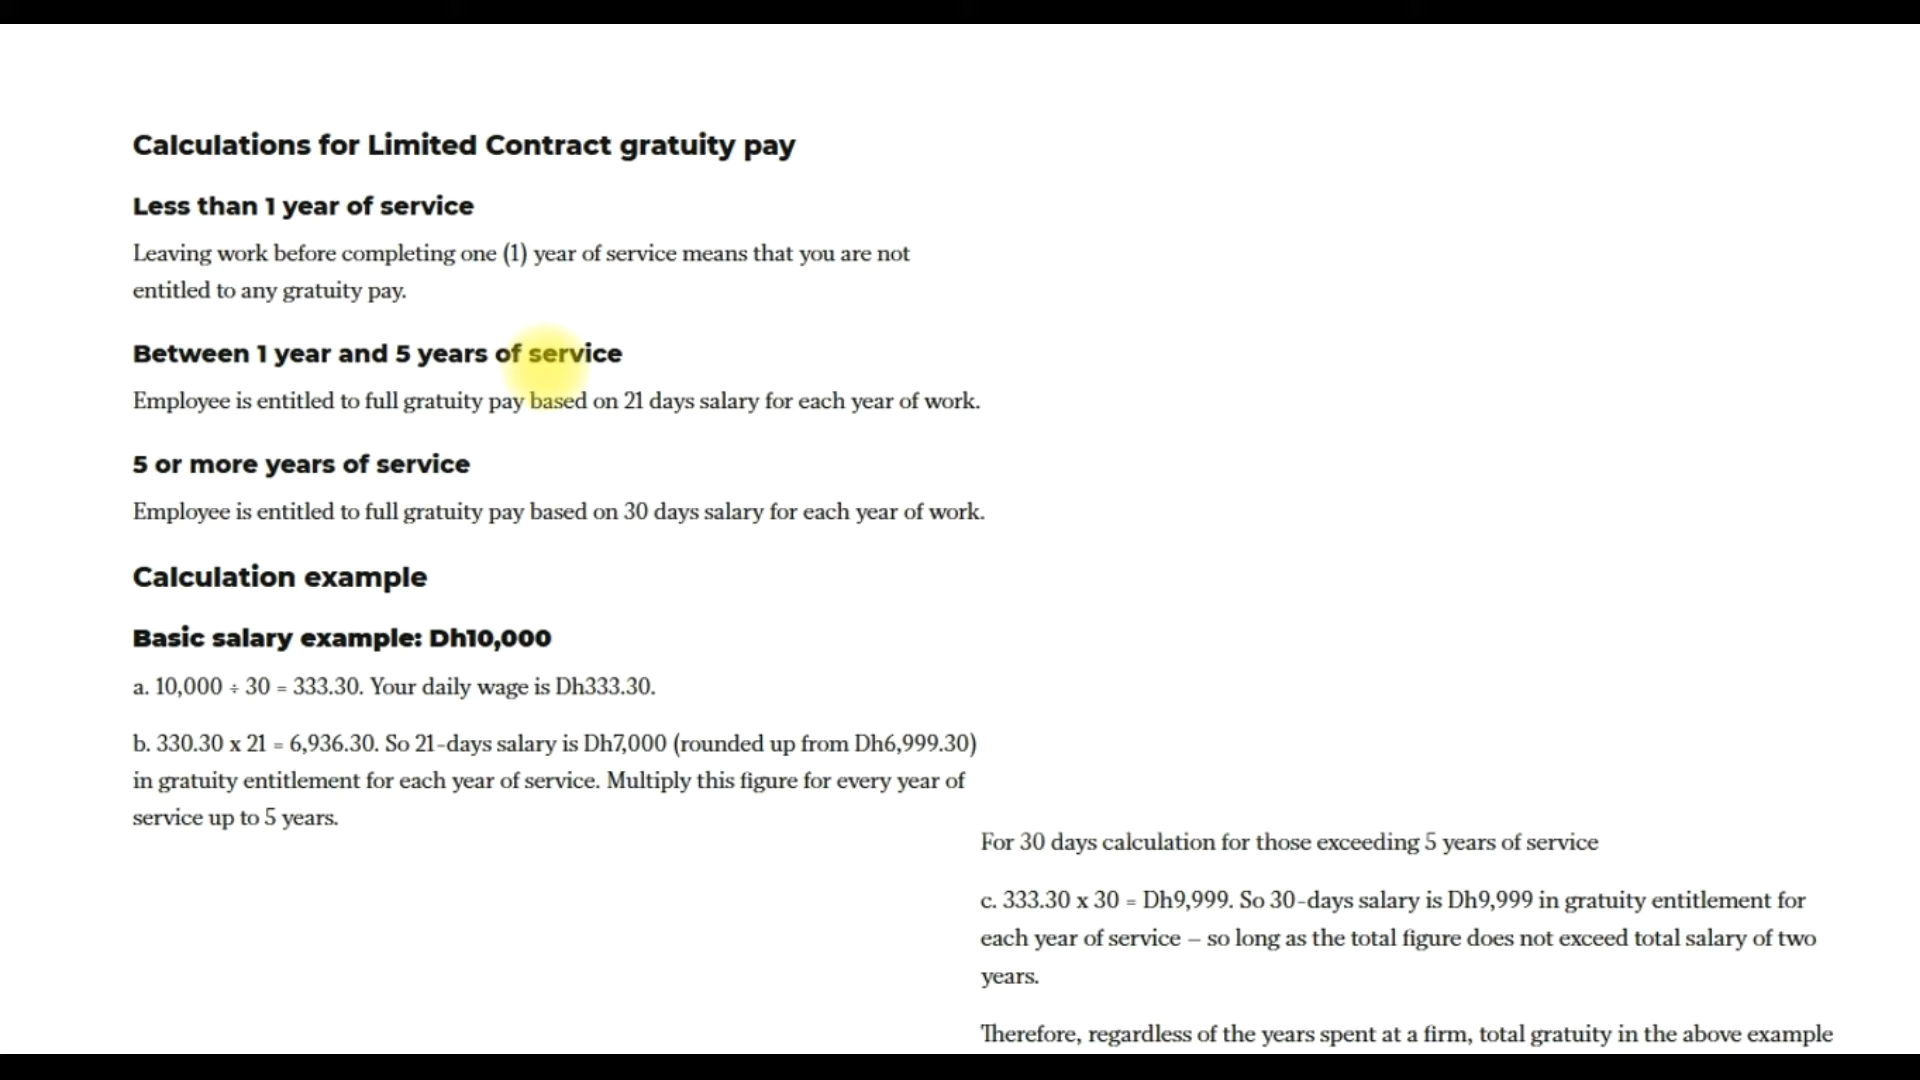 Calculations for Limited Contract gratuity pay
Less than 1 year of service
Leaving work before completing one (1) year of service means that you are not
entitled to any gratuity pay.
Between 1 year and 5 years of service
Employee is entitled to full gratuity pay based on 21 days salary for each year of work.
5 or more years of service
Employee is entitled to full gratuity pay based on 30 days salary for each year of work.
Calculation example
Basic salary example: Dh10,000
a. 10,000 ÷ 30 = 333.30. Your daily wage is Dh333.30.
b. 330.30 x 21 = 6,936.30. So 21-days salary is Dh7,000 (rounded up from Dh6,999.30)
in gratuity entitlement for each year of service. Multiply this figure for every year of
service up to 5 years.
For 30 days calculation for those exceeding 5 years of service
c. 333.30 x 30 = Dh9,999. So 30-days salary is Dh9,999 in gratuity entitlement for
each year of service – so long as the total figure does not exceed total salary of two
years.
Therefore, regardless of the years spent at a firm, total gratuity in the above example